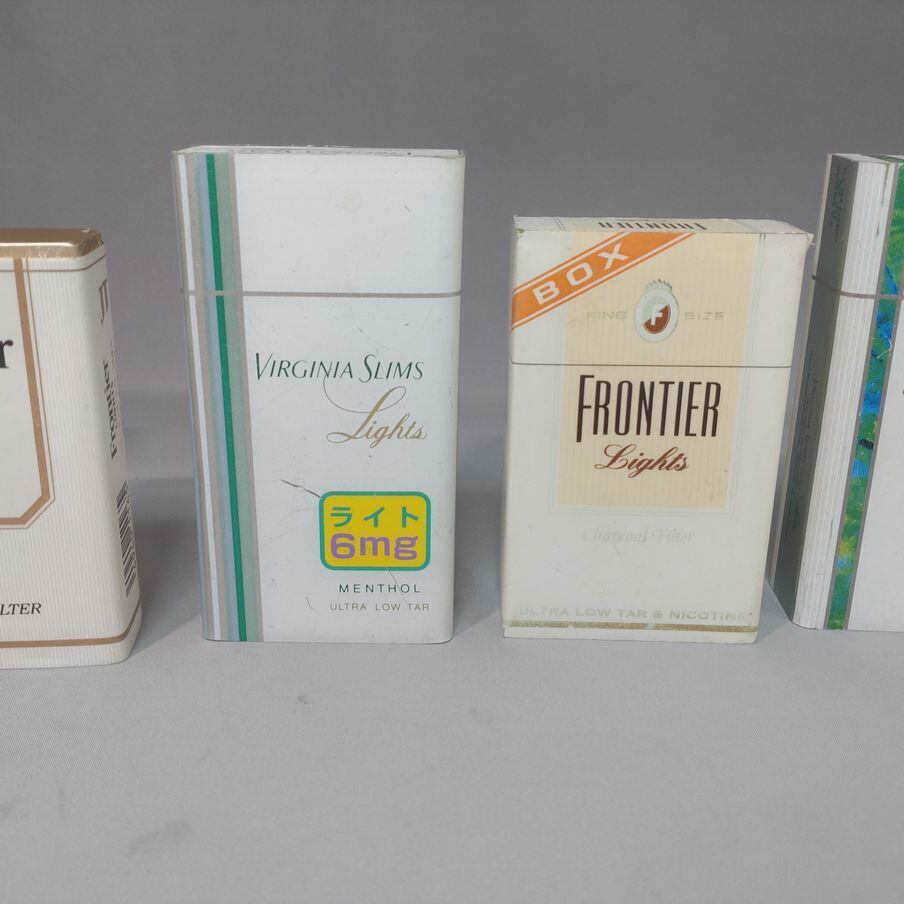 r
Frontier
LTER
VIRGINIA SLIMS
Lights
ライト
6mg
MENTHOL
ULTRA LOW TAR
FRONTIER
BOX
KING F SIZE
FRONTIER
Lights
Charcoal Filter
ULTRA LOW TAR & NICOTINE